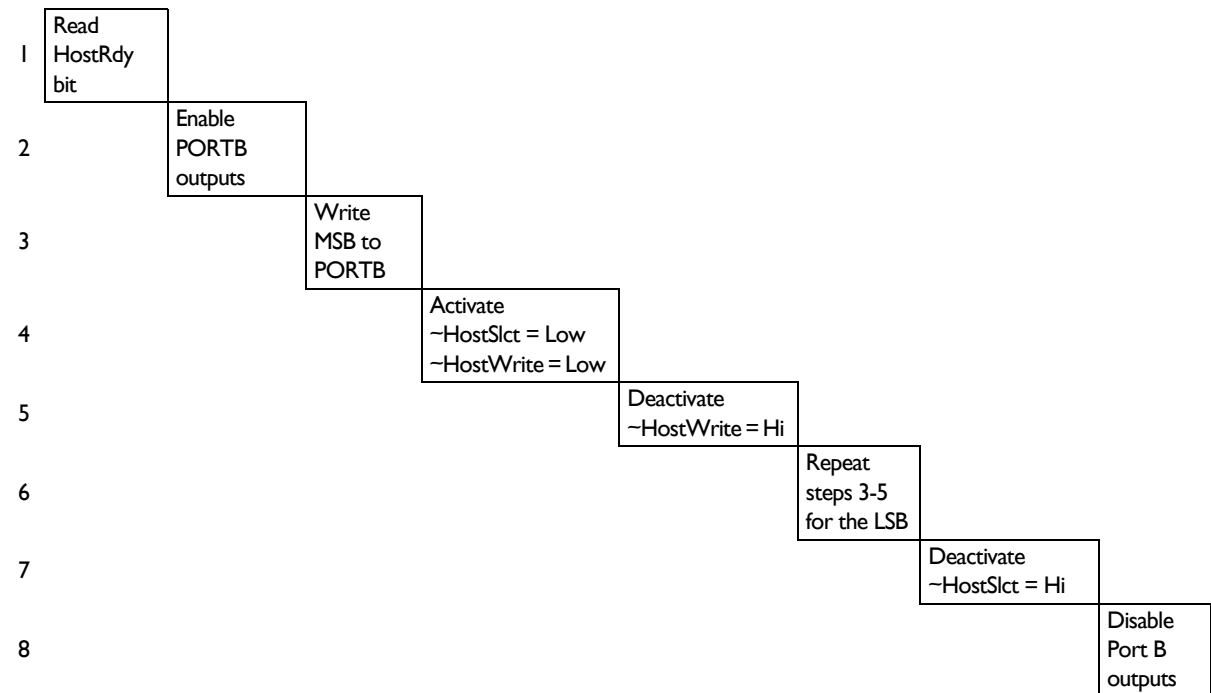 1
Read
HostRdy
bit
2
Enable
PORTB
outputs
3
Write
MSB to
PORTB
4
Activate
~HostSlct = Low
~HostWrite = Low
5
Deactivate
~HostWrite = Hi
6
Repeat
steps 3-5
for the LSB
7
Deactivate
~HostSlct = Hi
8
Disable
Port B
outputs